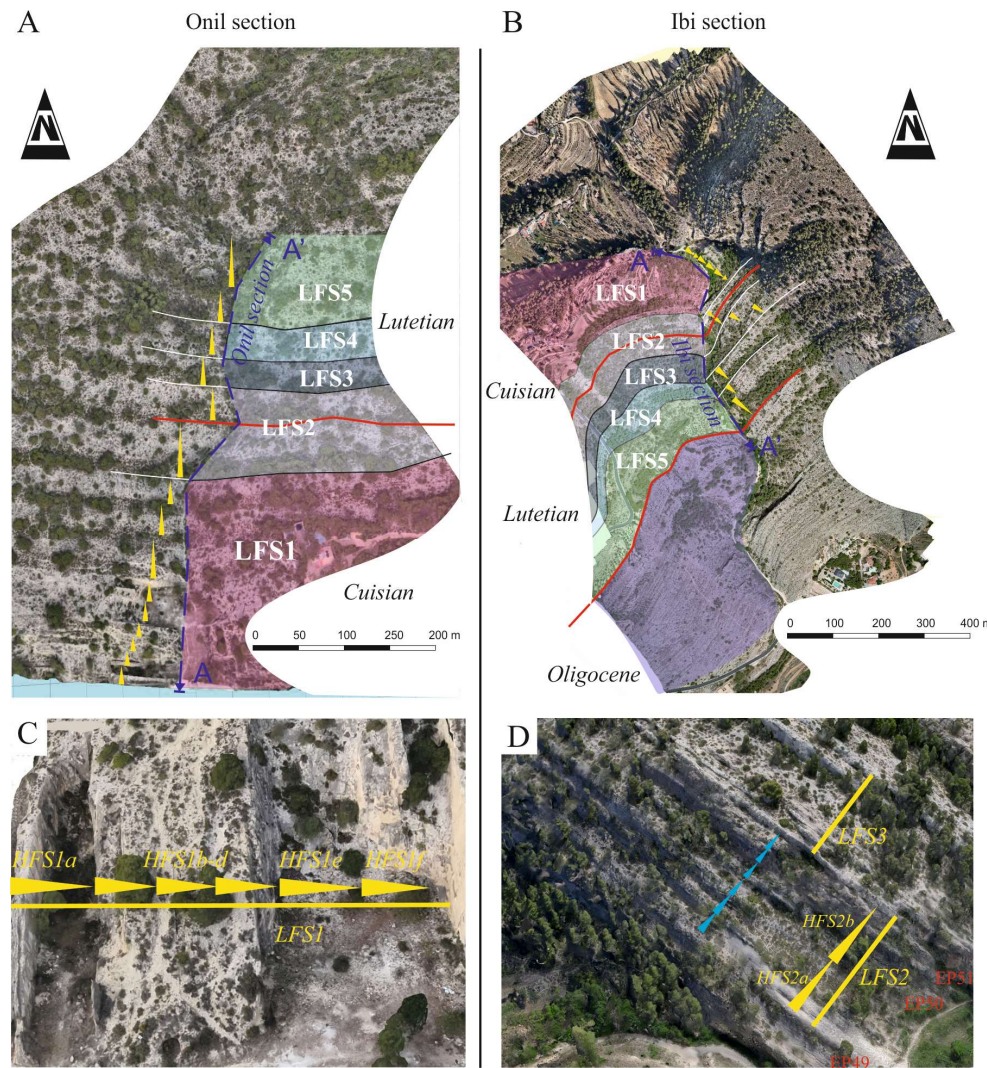 A
Onil section
B
Ibi section
N
N
A'
LFS5
Onil section
Lutetian
LFS4
LFS3
LFS2
LFS1
Cuisian
0 50 100 250 200 m
A
A
LFS1
LFS2
Ibi section
LFS3
Cuisian
LFS4
A'
LFS5
Lutetian
0 100 200 300 400 m
Oligocene
C
HFS1a
HFS1b-d
HFS1e
HFS1f
LFS1
D
LFS3
HFS2b
HFS2a
LFS2
EP51
EP50
EP49